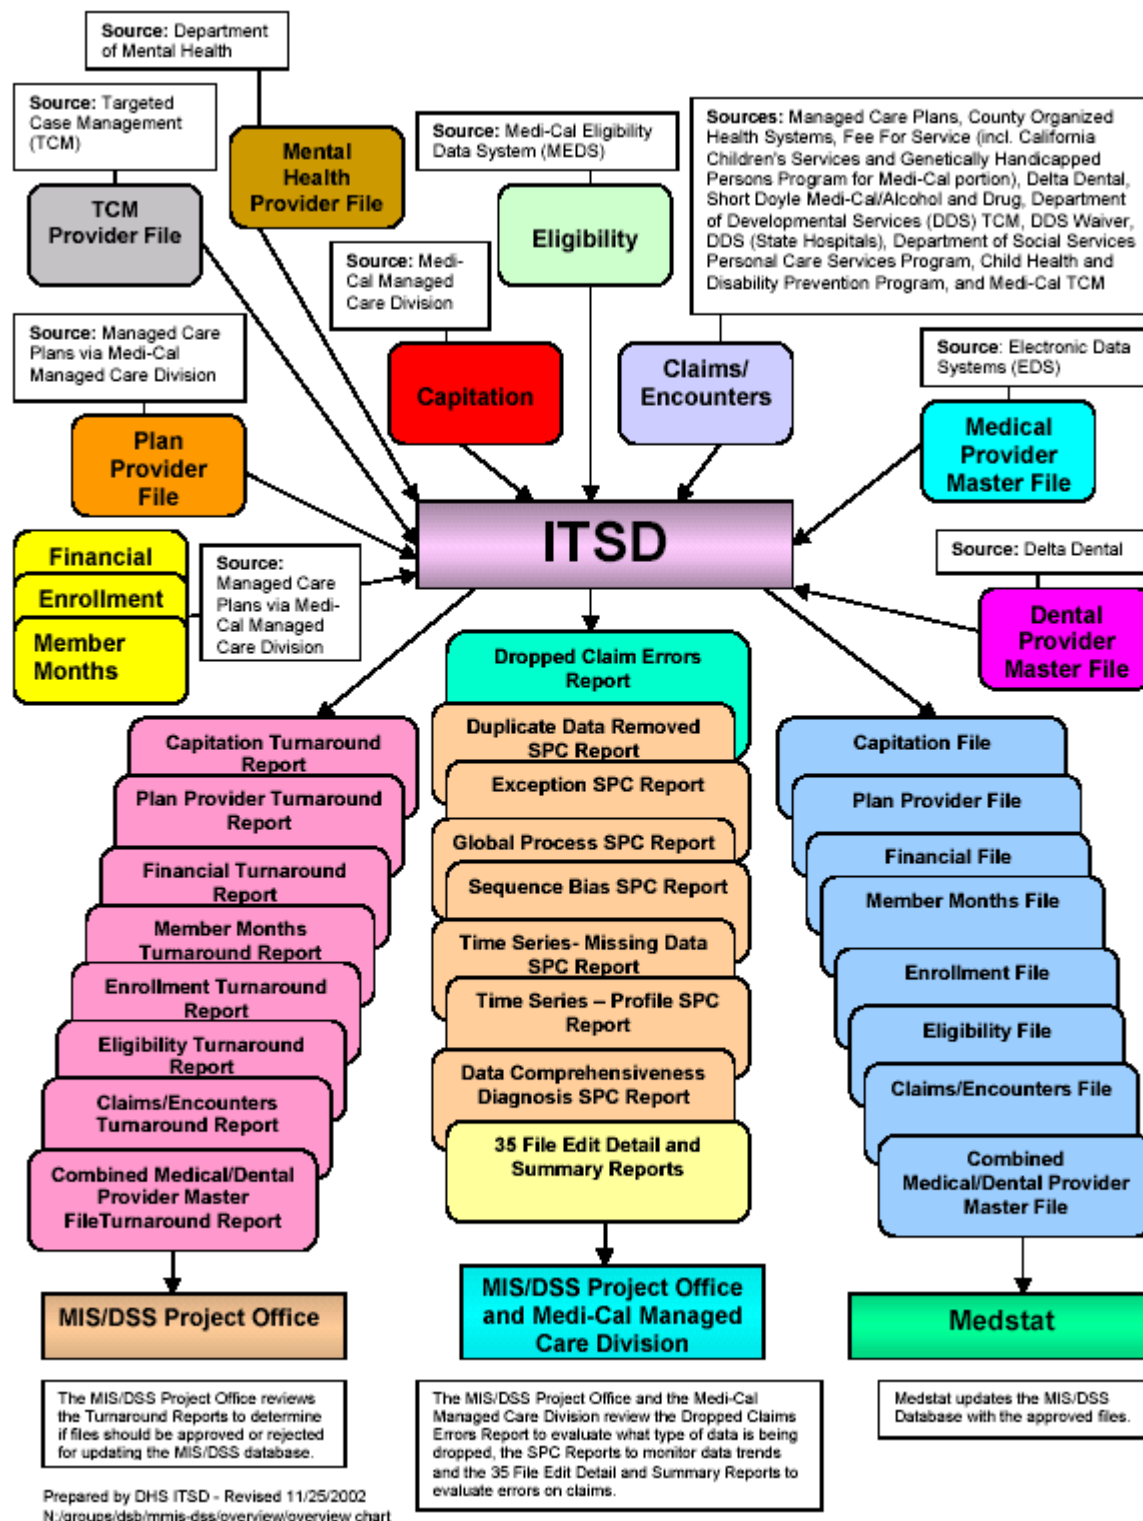 Source: Department
of Mental Health
Source: Targeted
Case Management
(TCM)
Mental
Health
Provider File
Source: Medi-Cal Eligibility
Data System (MEDS)
Sources: Managed Care Plans, County Organized
Health Systems, Fee For Service (incl. California
Children's Services and Genetically Handicapped
Persons Program for Medi-Cal portion), Delta Dental,
Short Doyle Medi-Cal/Alcohol and Drug, Department
of Developmental Services (DDS) TCM, DDS Waiver,
DDS (State Hospitals), Department of Social Services
Personal Care Services Program, Child Health and
Disability Prevention Program, and Medi-Cal TCM
TCM
Provider File
Eligibility
Source: Medi-
Cal Managed
Care Division
Source: Managed Care
Plans via Medi-Cal
Managed Care Division
Capitation
Claims/
Encounters
Source: Electronic Data
Systems (EDS)
Plan
Provider
File
Medical
Provider
Master File
ITSD
Financial
Enrollment
Member
Months
Source:
Managed Care
Plans via Medi-
Cal Managed
Care Division
Source: Delta Dental
Dental
Provider
Master File
Capitation Turnaround
Report
Plan Provider Turnaround
Report
Financial Turnaround
Report
Member Months
Turnaround Report
Enrollment Turnaround
Report
Eligibility Turnaround
Report
Claims/Encounters
Turnaround Report
Combined Medical/Dental
Provider Master
FileTurnaround Report
Dropped Claim Errors
Report
Duplicate Data Removed
SPC Report
Exception SPC Report
Global Process SPC Report
Sequence Bias SPC Report
Time Series- Missing Data
SPC Report
Time Series – Profile SPC
Report
Data Comprehensiveness
Diagnosis SPC Report
35 File Edit Detail and
Summary Reports
Capitation File
Plan Provider File
Financial File
Member Months File
Enrollment File
Eligibility File
Claims/Encounters File
Combined
Medical/Dental Provider
Master File
MIS/DSS Project Office
MIS/DSS Project Office
and Medi-Cal Managed
Care Division
Medstat
The MIS/DSS Project Office reviews
the Turnaround Reports to determine
if files should be approved or rejected
for updating the MIS/DSS database.
The MIS/DSS Project Office and the Medi-Cal
Managed Care Division review the Dropped Claims
Errors Report to evaluate what type of data is being
dropped, the SPC Reports to monitor data trends
and the 35 File Edit Detail and Summary Reports to
evaluate errors on claims.
Medstat updates the MIS/DSS
Database with the approved files.
Prepared by DHS ITSD - Revised 11/25/2002
N:/groups/dsb/mmis-dss/overview/overview chart